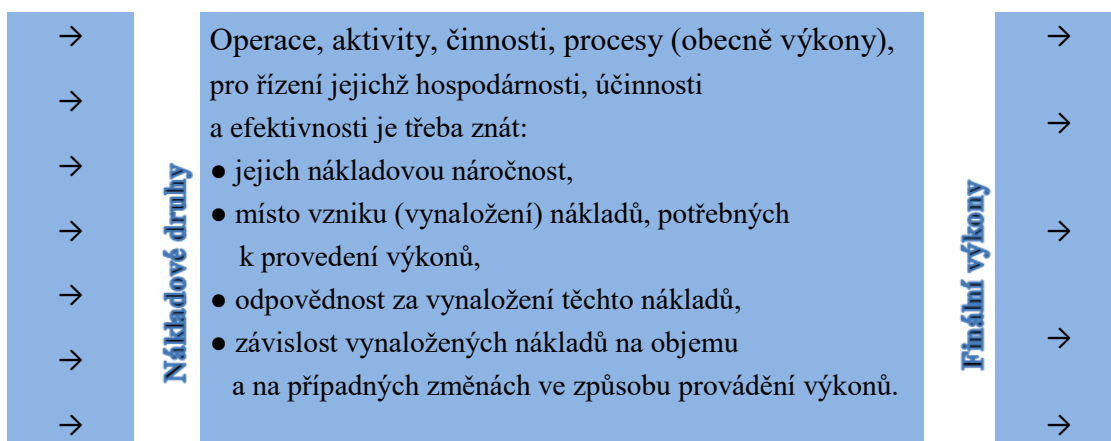 →
→
→
→
→
→
→
Nákladové druhy
Operace, aktivity, činnosti, procesy (obecně výkony),
pro řízení jejichž hospodárnosti, účinnosti
a efektivnosti je třeba znát:
● jejich nákladovou náročnost,
● místo vzniku (vynaložení) nákladů, potřebných
k provedení výkonů,
● odpovědnost za vynaložení těchto nákladů,
● závislost vynaložených nákladů na objemu
a na případných změnách ve způsobu provádění výkonů.
Finální výkony
→
→
→
→
→